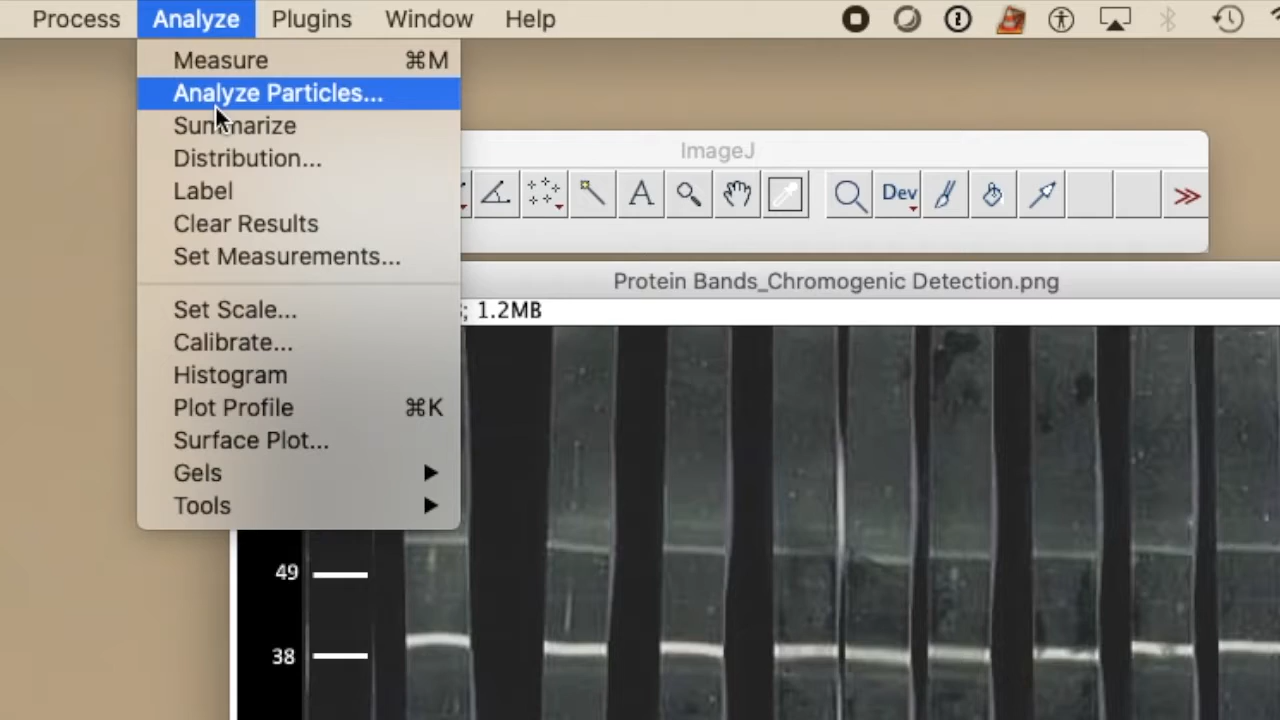 Process Analyze Plugins Window Help
Measure ⌘M
Analyze Particles...
Summarize
Distribution...
Label
Clear Results
Set Measurements...
Set Scale...
Calibrate...
Histogram
Plot Profile ⌘K
Surface Plot...
Gels
Tools
ImageJ
A Dev
Protein Bands_Chromogenic Detection.png
; 1.2MB
49
38